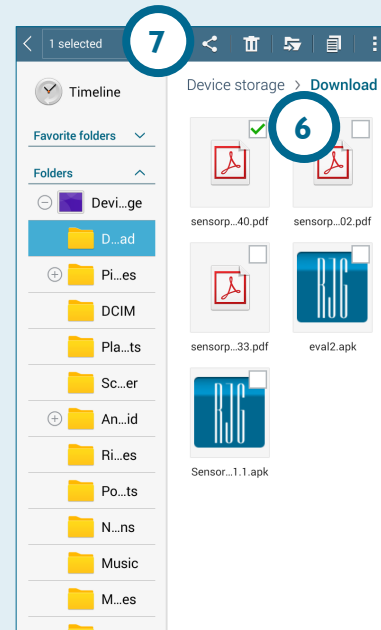 1 selected
7
Device storage > Download
Timeline
6
Favorite folders
Folders
Devi...ge
sensorp...40.pdf
sensorp...02.pdf
D...ad
Pi...es
DCIM
Pla...ts
sensorp...33.pdf
eval2.apk
Sc...er
RJG
RJG
An...id
Ri...es
Sensor...1.1.apk
Po...ts
N...ns
Music
M...es